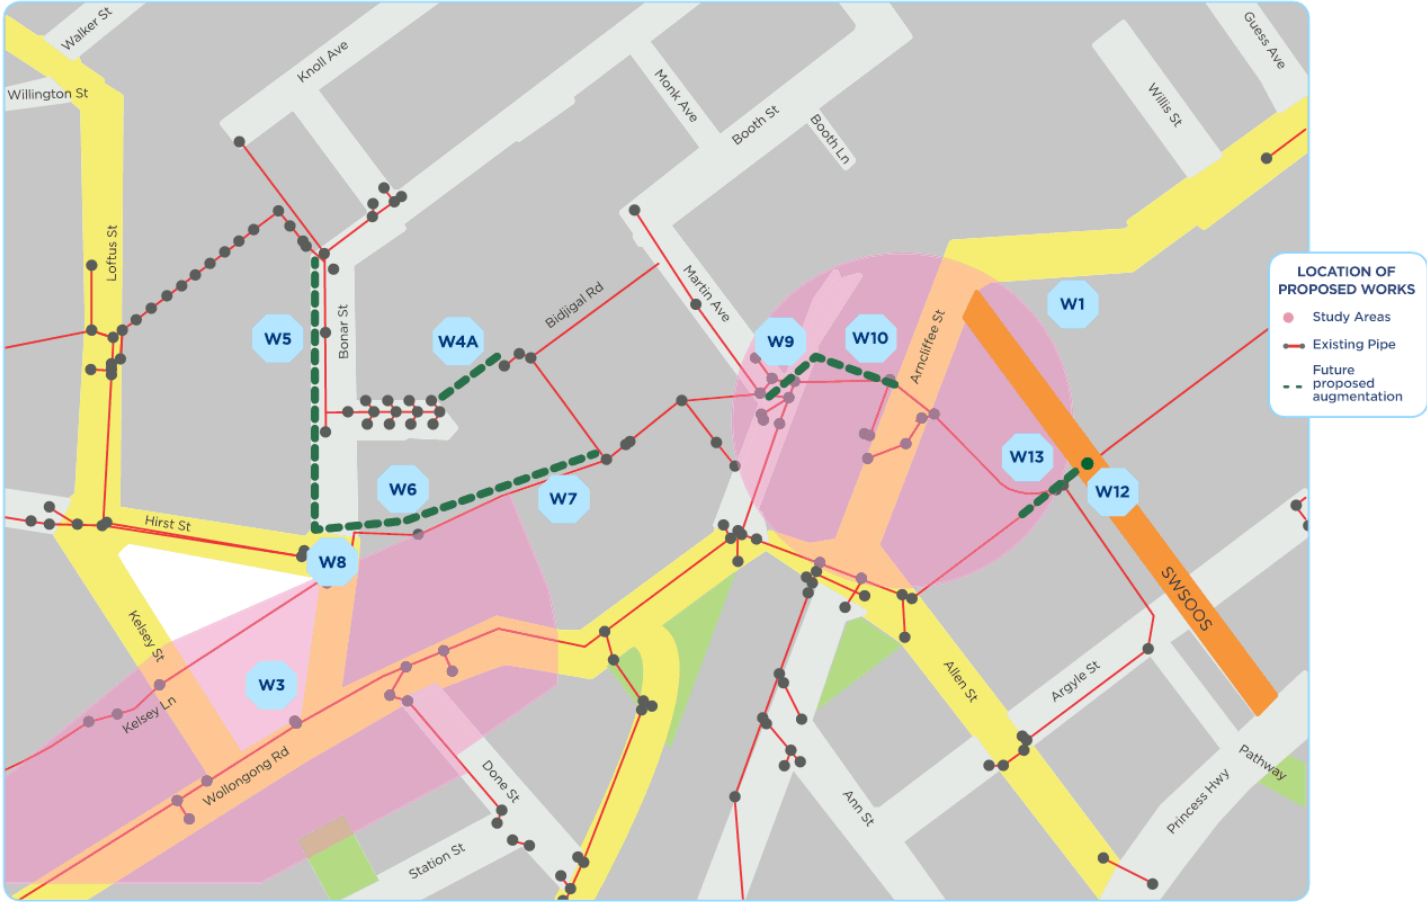 Walker St
Guess Ave
Knoll Ave
Willington St
Monk Ave
Willis St
Booth St
Booth Ln
Loftus St
LOCATION OF
PROPOSED WORKS
Study Areas
Existing Pipe
Future
proposed
augmentation
Bidjigal Rd
Martin Ave
W1
W5
Bonar St
W4A
W9
W10
Arncliffe St
W13
W12
W6
W7
Hirst St
W8
SWSOOS
Kelsey St
W3
Kelsey Ln
Allen St
Argyle St
Wollongong Rd
Done St
Pathway
Princess Hwy
Ann St
Station St